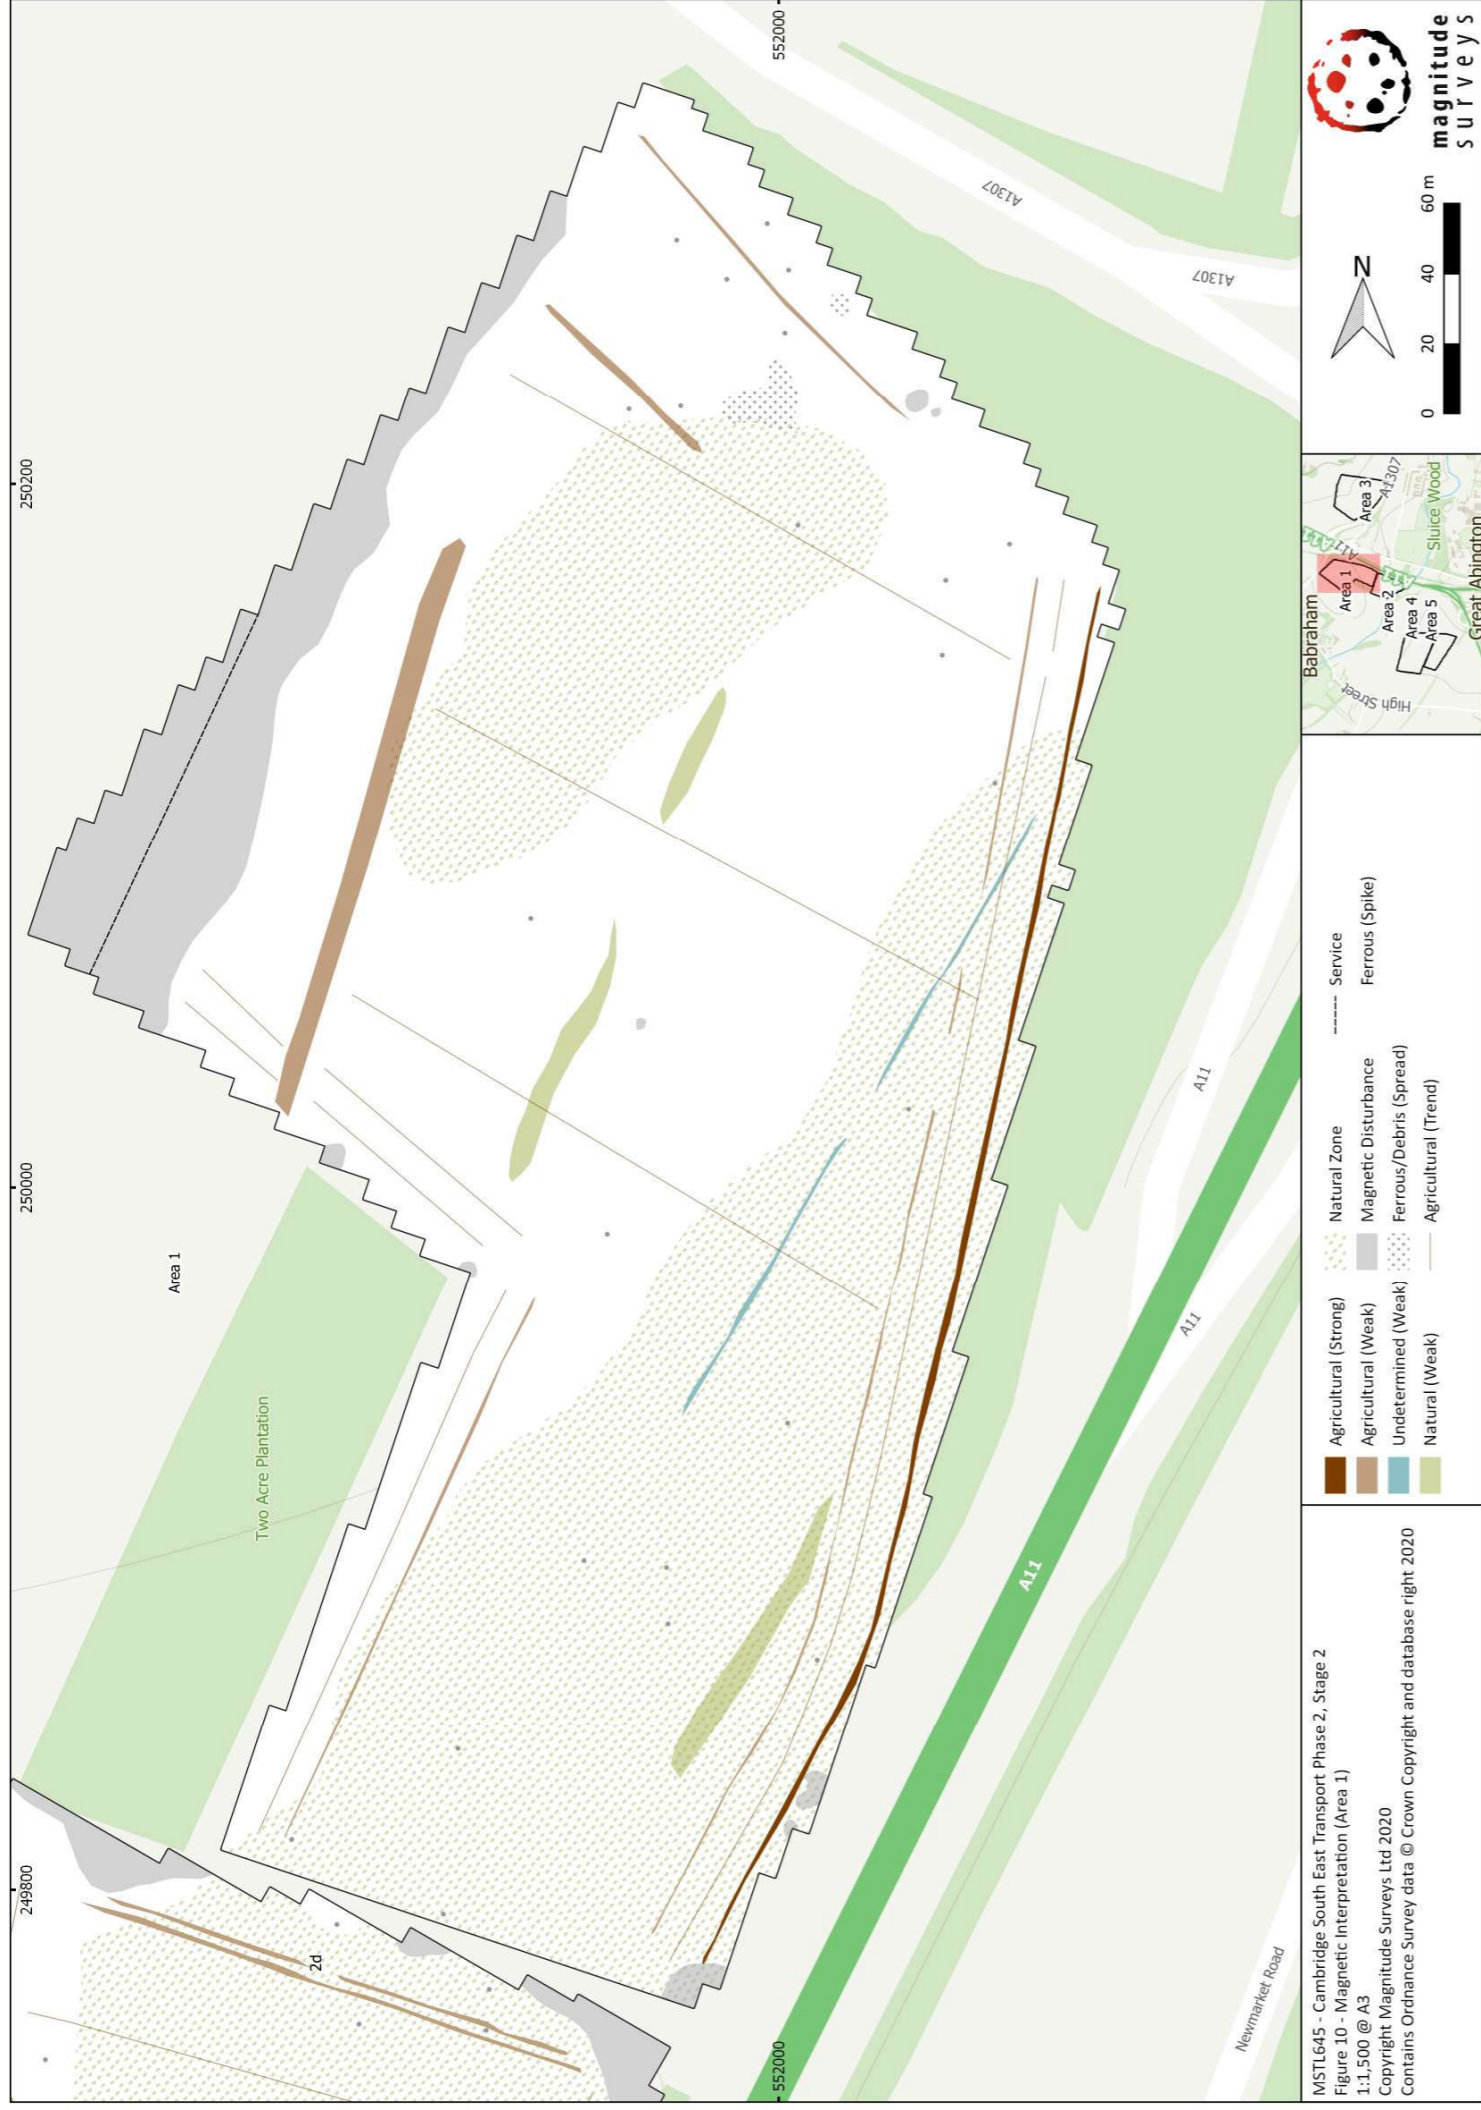 552000
250200
250000
249800
552000
Area 1
Two Acre Plantation
2d
A1307
A1307
A11
A11
A11
Newmarket Road
MSTL645 - Cambridge South East Transport Phase 2, Stage 2
Figure 10 - Magnetic Interpretation (Area 1)
1:1,500 @ A3
Copyright Magnitude Surveys Ltd 2020
Contains Ordnance Survey data © Crown Copyright and database right 2020
Agricultural (Strong)
Agricultural (Weak)
Undetermined (Weak)
Natural (Weak)
Natural Zone
Magnetic Disturbance
Ferrous/Debris (Spread)
Agricultural (Trend)
Service
Ferrous (Spike)
Babraham
High Street
Area 1
Area 2
Area 4
Area 5
Area 3
A11
A11
A11
A1307
Sluice Wood
Great Abington
N
0 20 40 60 m
magnitude
surveys